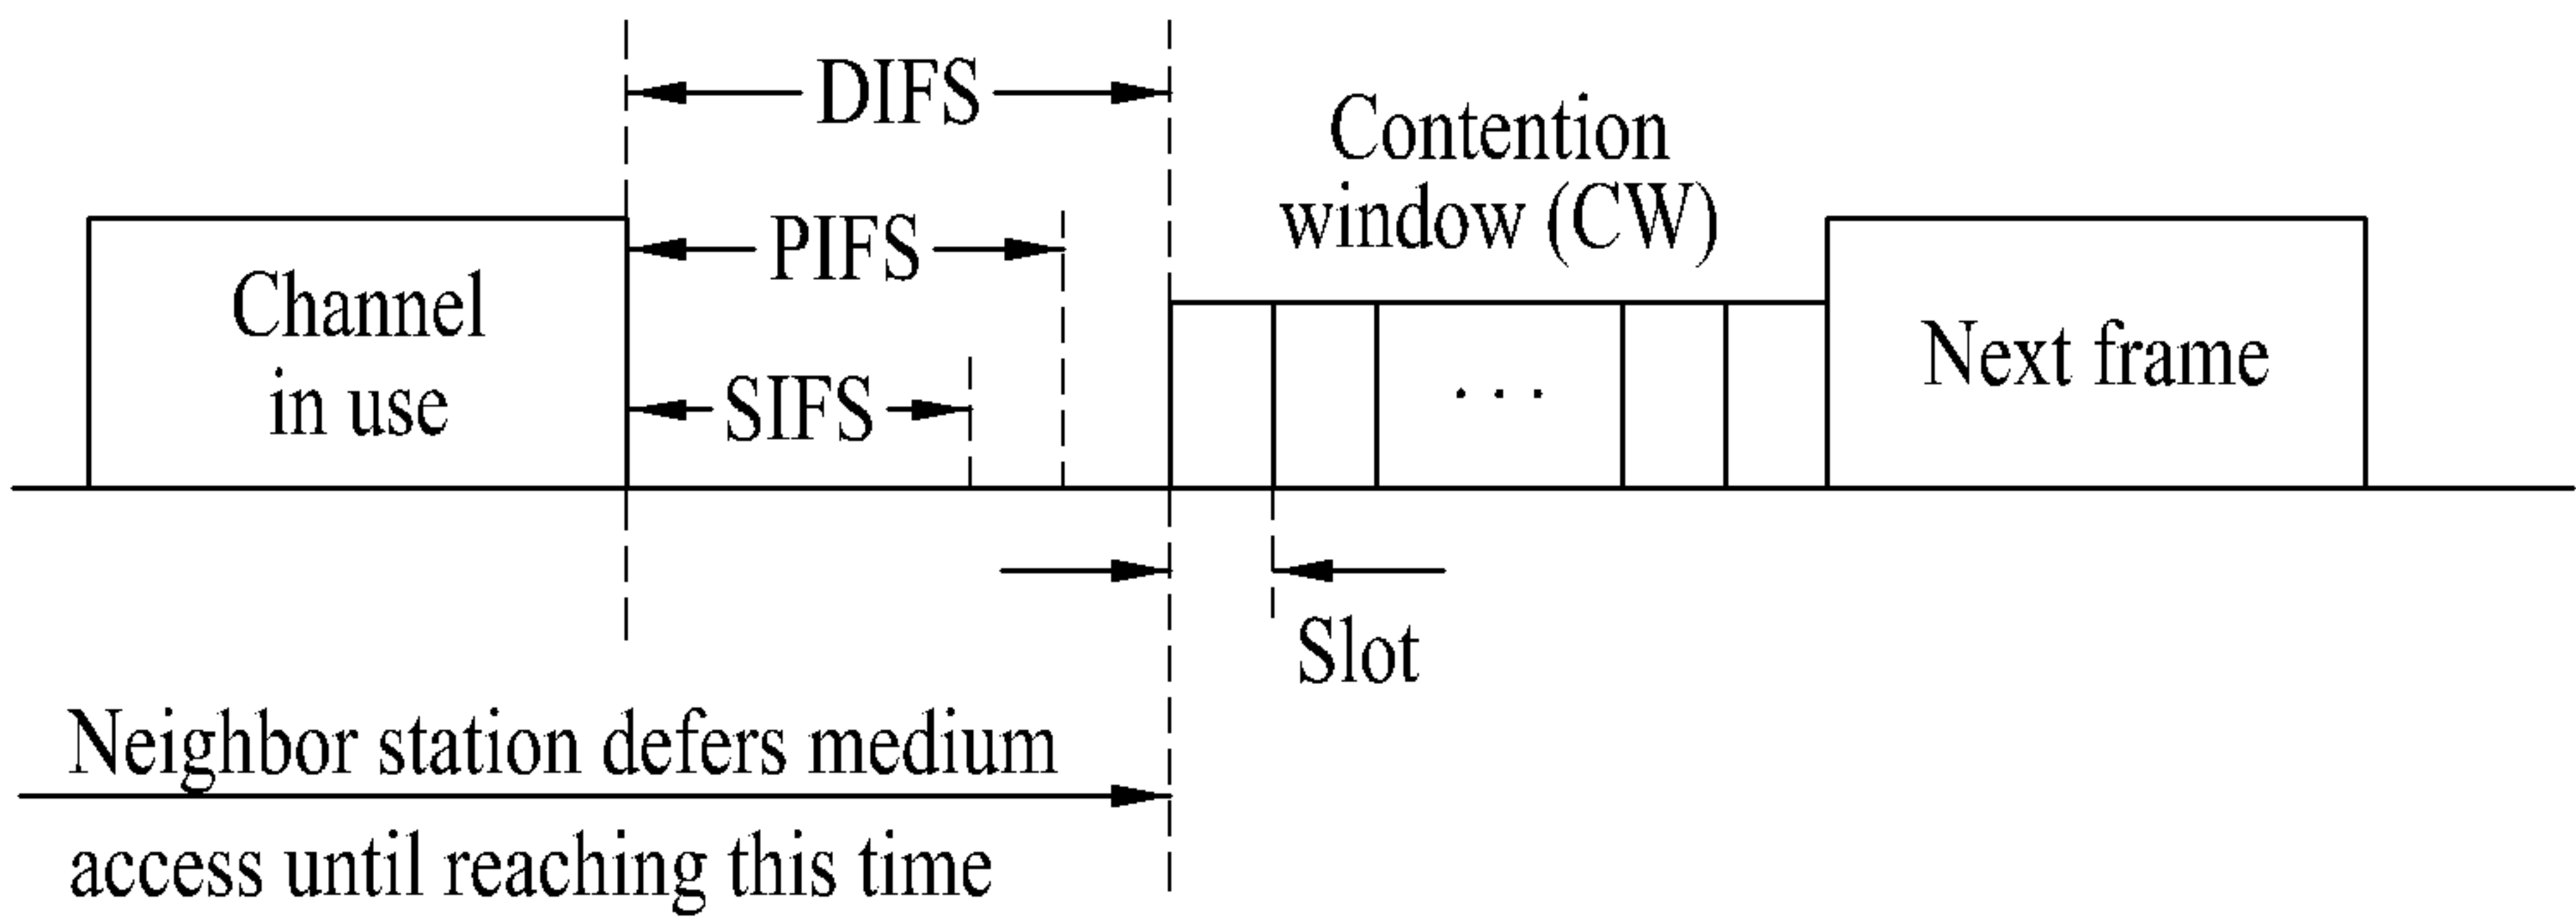 DIFS
Contention
window (CW)
PIFS
Channel
in use
SIFS
. . .
Next frame
Slot
Neighbor station defers medium
access until reaching this time